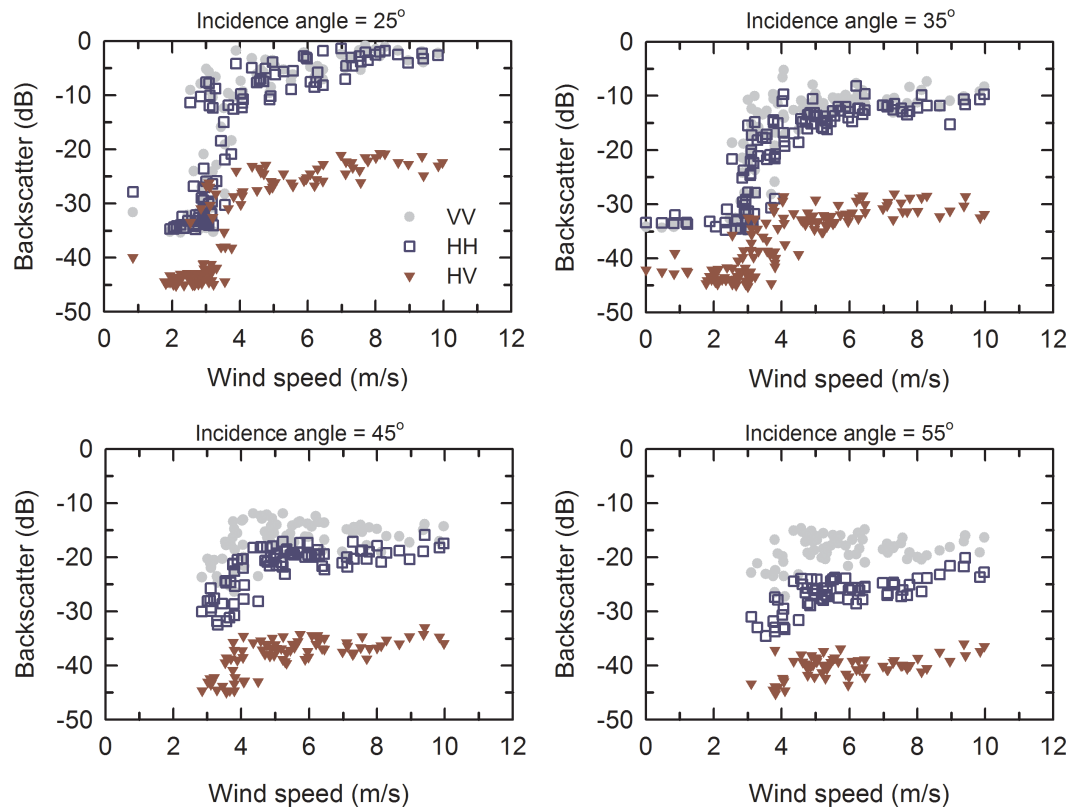 Incidence angle = 25°
0
-10
-20
-30
-40
-50
Backscatter (dB)
VV
HH
HV
0 2 4 6 8 10 12
Wind speed (m/s)
Incidence angle = 35°
0
-10
-20
-30
-40
-50
Backscatter (dB)
0 2 4 6 8 10 12
Wind speed (m/s)
Incidence angle = 45°
0
-10
-20
-30
-40
-50
Backscatter (dB)
0 2 4 6 8 10 12
Wind speed (m/s)
Incidence angle = 55°
0
-10
-20
-30
-40
-50
Backscatter (dB)
0 2 4 6 8 10 12
Wind speed (m/s)